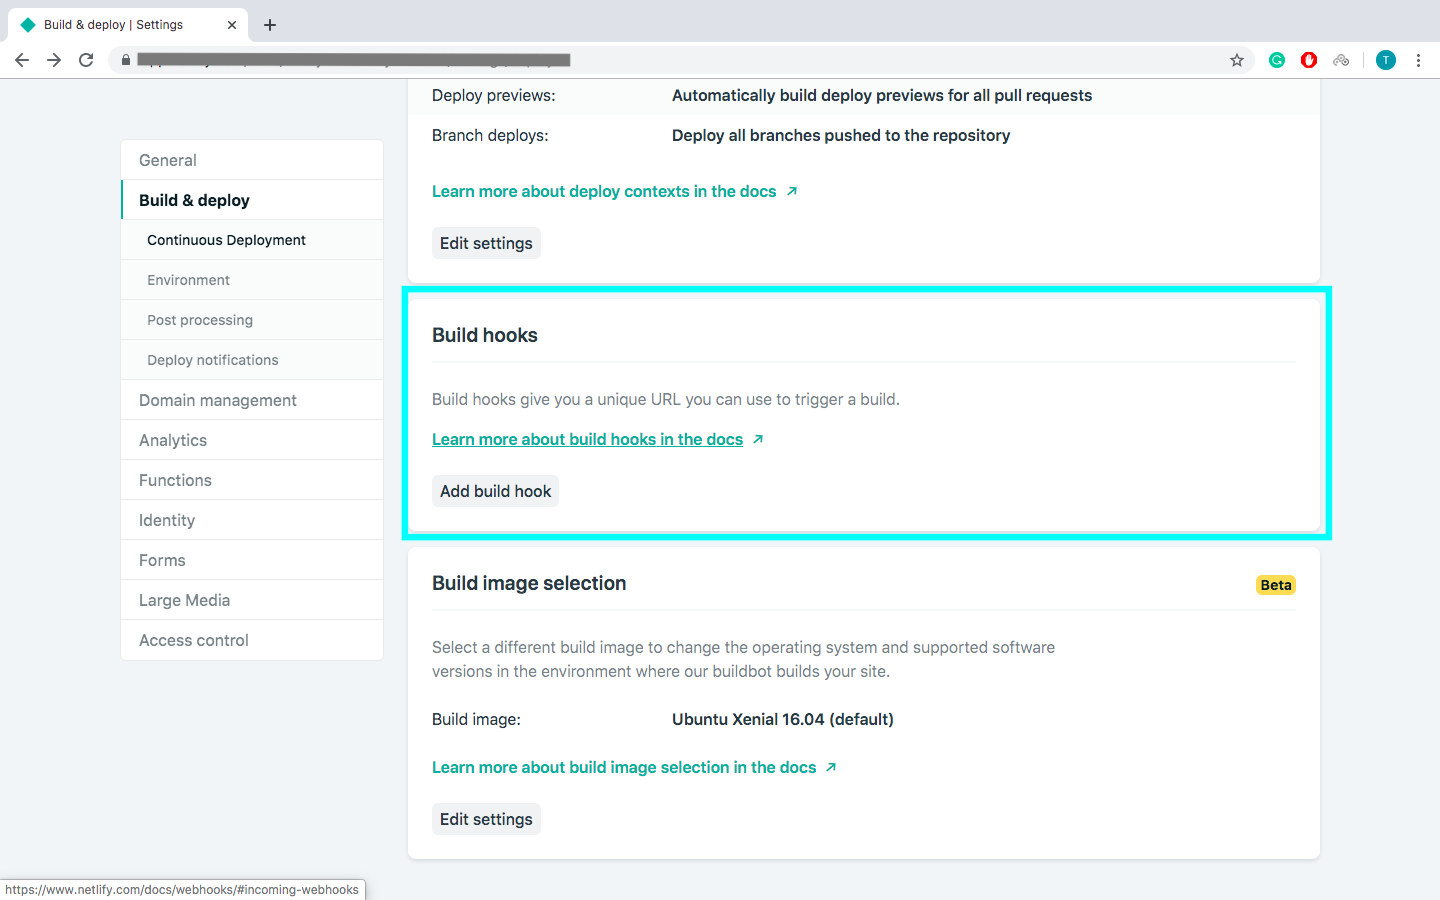 Build & deploy | Settings
T
Deploy previews: Automatically build deploy previews for all pull requests
Branch deploys: Deploy all branches pushed to the repository
Learn more about deploy contexts in the docs
Edit settings
General
Build & deploy
Continuous Deployment
Environment
Post processing
Deploy notifications
Domain management
Analytics
Functions
Identity
Forms
Large Media
Access control
Build hooks
Build hooks give you a unique URL you can use to trigger a build.
Learn more about build hooks in the docs
Add build hook
Build image selection Beta
Select a different build image to change the operating system and supported software
versions in the environment where our buildbot builds your site.
Build image: Ubuntu Xenial 16.04 (default)
Learn more about build image selection in the docs
Edit settings
https://www.netlify.com/docs/webhooks/#incoming-webhooks